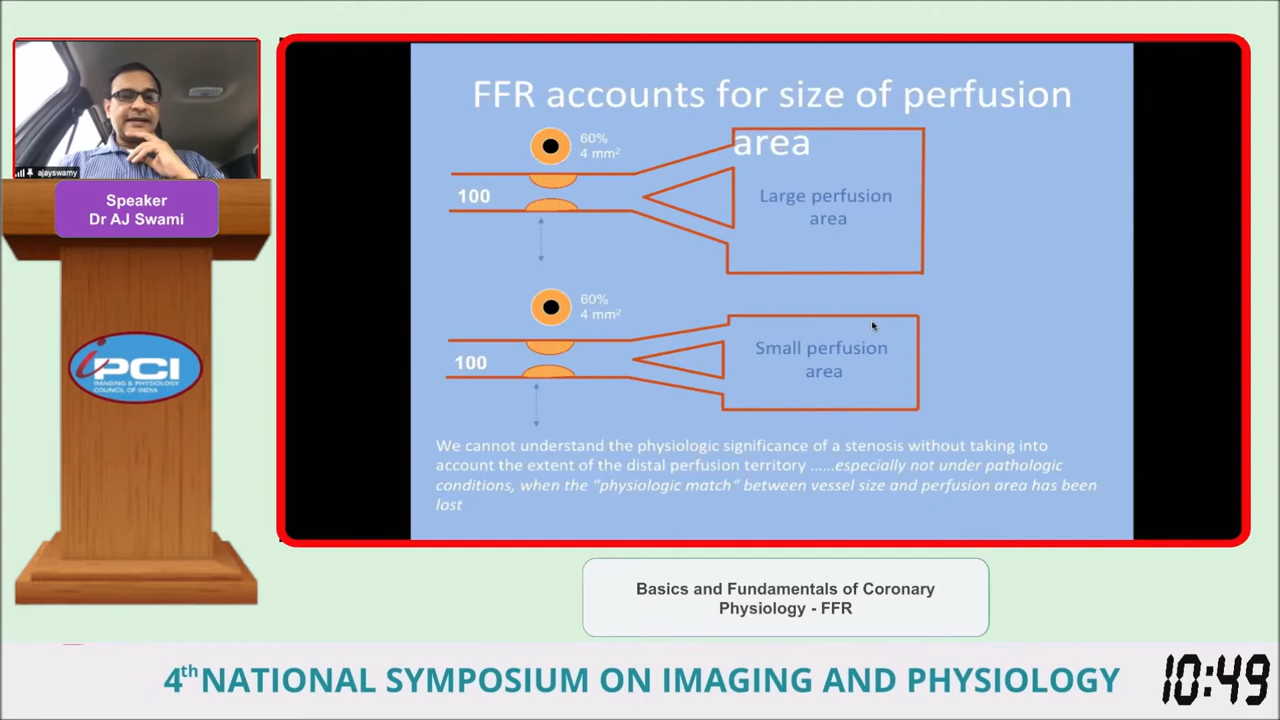 FFR accounts for size of perfusion
area
60%
4 mm²
100
Large perfusion
area
60%
4 mm²
100
Small perfusion
area
We cannot understand the physiologic significance of a stenosis without taking into
account the extent of the distal perfusion territory ......especially not under pathologic
conditions, when the "physologic match" between vessel size and perfusion area has been
lost
ajayswamy
Speaker
Dr AJ Swami
iPCI
IMAGING & PHYSIOLOGY
COUNCIL OF INDIA
Basics and Fundamentals of Coronary
Physiology - FFR
4th NATIONAL SYMPOSIUM ON IMAGING AND PHYSIOLOGY
10:49